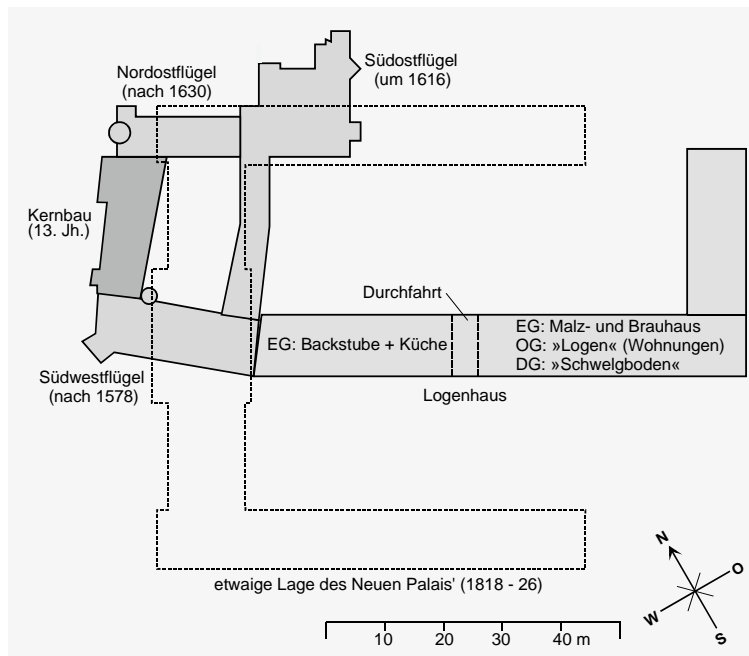 Südostflügel
(um 1616)
Nordostflügel
(nach 1630)
Kernbau
(13. Jh.)
Durchfahrt
EG: Backstube + Küche
EG: Malz- und Brauhaus
OG: »Logen« (Wohnungen)
DG: »Schwelgboden«
Südwestflügel
(nach 1578)
Logenhaus
etwaige Lage des Neuen Palais' (1818 - 26)
N
O
W
S
10 20 30 40 m